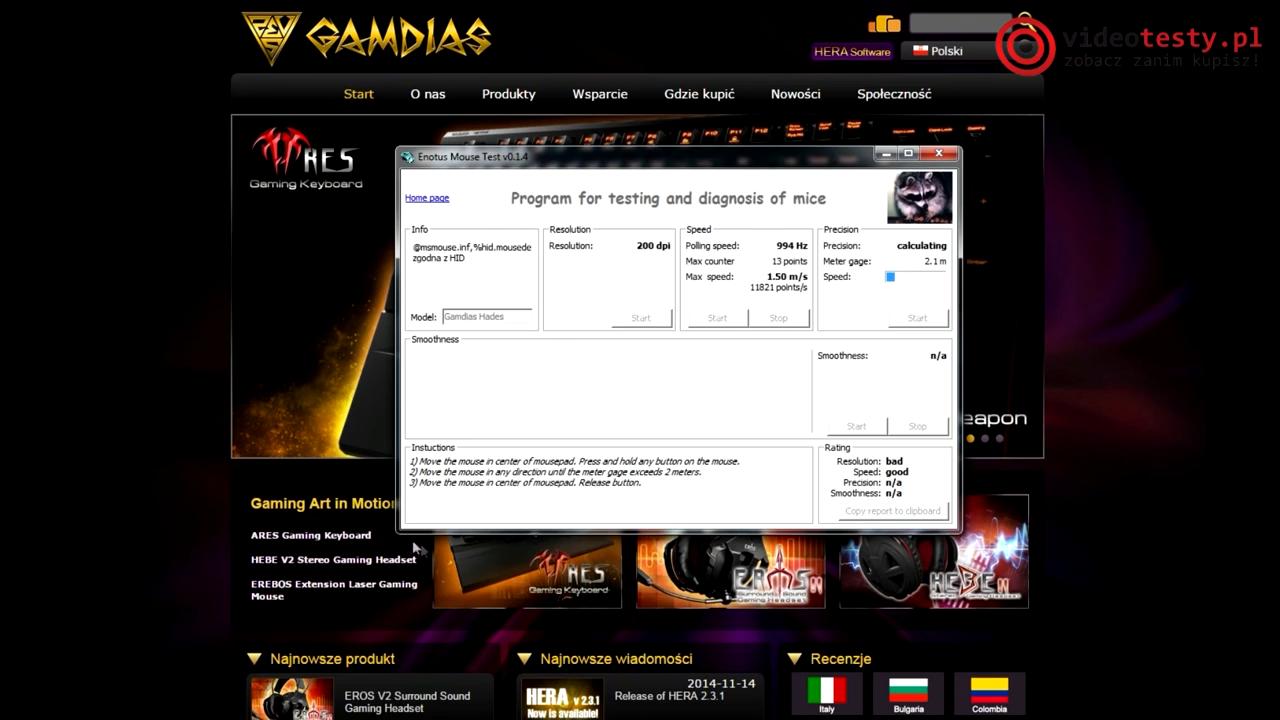 GAMDIAS
HERA Software
Polski
videotesty.pl
zobacz zanim kupisz!
Start
O nas
Produkty
Wsparcie
Gdzie kupić
Nowości
Społeczność
ARES
Gaming Keyboard
Enotus Mouse Test v0.1.4
Home page
Program for testing and diagnosis of mice
Info
@msmouse.inf,%hid.mousede
zgodna z HID
Model: Gamdias Hades
Resolution
Resolution: 200 dpi
Start
Speed
Polling speed: 994 Hz
Max counter 13 points
Max speed: 1.50 m/s
11821 points/s
Start Stop
Precision
Precision: calculating
Meter gage: 2.1 m
Speed:
Start
Smoothness
Smoothness: n/a
Start Stop
Instuctions
1) Move the mouse in center of mousepad. Press and hold any button on the mouse.
2) Move the mouse in any direction until the meter gage exceeds 2 meters.
3) Move the mouse in center of mousepad. Release button.
Rating
Resolution: bad
Speed: good
Precision: n/a
Smoothness: n/a
Copy report to clipboard
eapon
Gaming Art in Motion
ARES Gaming Keyboard
HEBE V2 Stereo Gaming Headset
EREBOS Extension Laser Gaming
Mouse
ARES
Gaming Keyboard
EROS
Surround Sound
Gaming Headset
HEBE
Gaming Headset
Najnowsze produkt
EROS V2 Surround Sound
Gaming Headset
Najnowsze wiadomości
2014-11-14
Release of HERA 2.3.1
HERA v 2.3.1
Now is available!
Recenzje
Italy
Bulgaria
Colombia